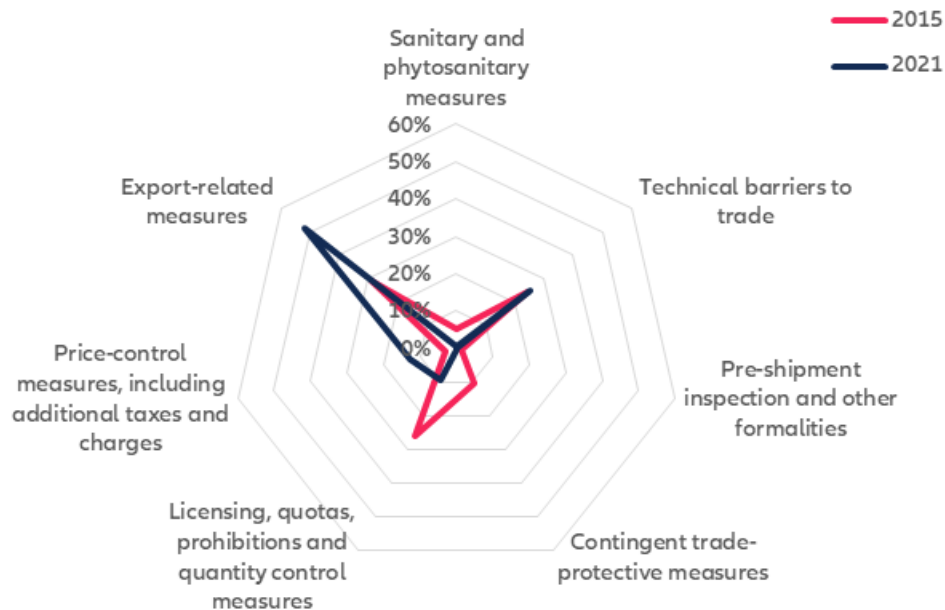 2015
2021
Sanitary and
phytosanitary
measures
60%
50%
40%
30%
20%
10%
0%
Technical barriers to
trade
Pre-shipment
inspection and other
formalities
Contingent trade-
protective measures
Licensing, quotas,
prohibitions and
quantity control
measures
Price-control
measures, including
additional taxes and
charges
Export-related
measures